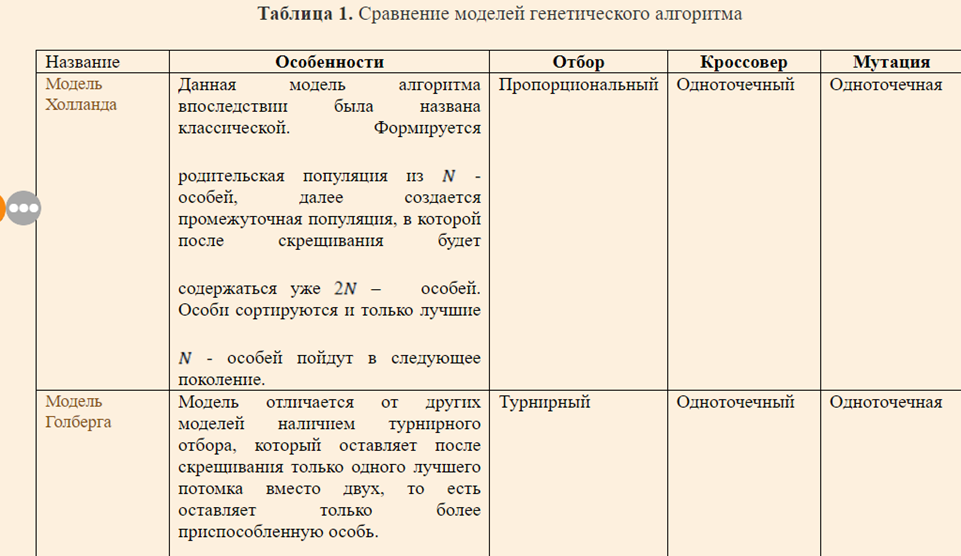 Таблица 1. Сравнение моделей генетического алгоритма
Название Особенности Отбор Кроссовер Мутация
Модель
Холланда
Данная модель алгоритма
впоследствии была названа
классической. Формируется
родительская популяция из N -
особей, далее создается
промежуточная популяция, в которой
после скрещивания будет
содержаться уже 2N – особей.
Особи сортируются и только лучшие
N - особей пойдут в следующее
поколение.
Пропорциональный
Одноточечный
Одноточечная
Модель
Голберга
Модель отличается от других
моделей наличием турнирного
отбора, который оставляет после
скрещивания только одного лучшего
потомка вместо двух, то есть
оставляет только более
приспособленную особь.
Турнирный
Одноточечный
Одноточечная